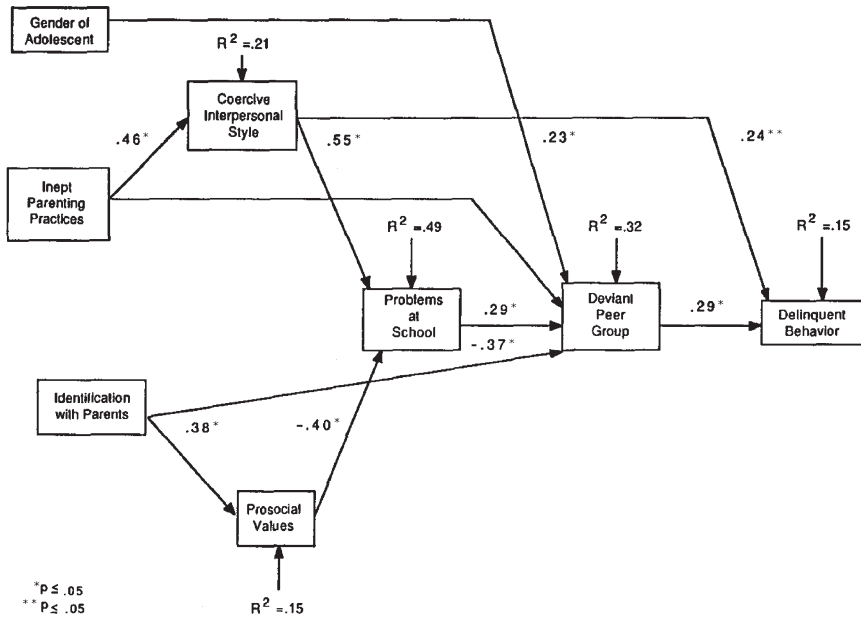 Gender of
Adolescent
R² =.21
Coercive
Interpersonal
Style
.46*
.55*
.23*
.24**
Inept
Parenting
Practices
R² =.49
R² =.32
R² =.15
Problems
at
School
.29*
Deviant
Peer
Group
.29*
Delinquent
Behavior
-.37*
Identification
with Parents
.38*
-.40*
Prosocial
Values
*p ≤ .05
**P ≤ .05
R² =.15